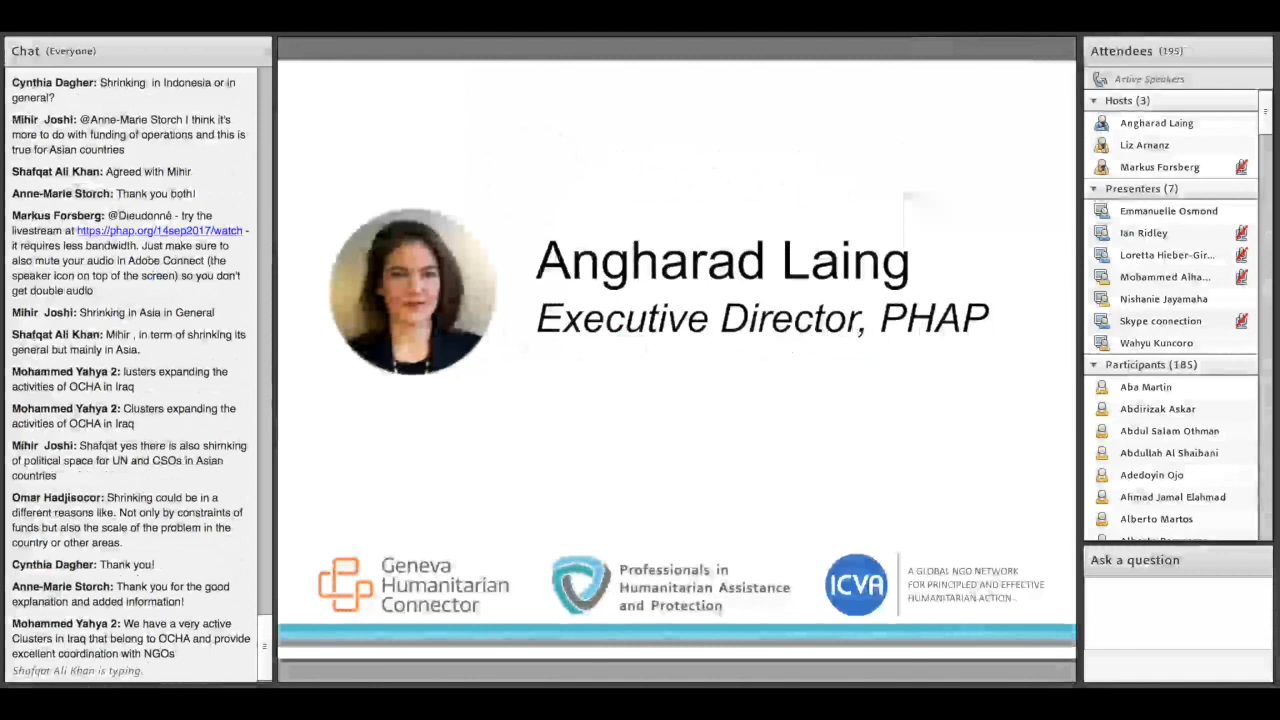 Chat (Everyone)
Cynthia Dagher: Shrinking in Indonesia or in
general?
Mihir Joshi: @Anne-Marie Storch I think it's
more to do with funding of operations and this is
true for Asian countries
Shafqat Ali Khan: Agreed with Mihir
Anne-Marie Storch: Thank you both!
Markus Forsberg: @Dieudonné - try the
livestream at https://phap.org/14sep2017/watch -
it requires less bandwidth. Just make sure to
also mute your audio in Adobe Connect (the
speaker icon on top of the screen) so you don't
get double audio
Mihir Joshi: Shrinking in Asia in General
Shafqat Ali Khan: Mihir , in term of shrinking its
general but mainly in Asia.
Mohammed Yahya 2: lusters expanding the
activities of OCHA in Iraq
Mohammed Yahya 2: Clusters expanding the
activities of OCHA in Iraq
Mihir Joshi: Shafqat yes there is also shirnking
of political space for UN and CSOs in Asian
countries
Omar Hadjisocor: Shrinking could be in a
different reasons like. Not only by constraints of
funds but also the scale of the problem in the
country or other areas.
Cynthia Dagher: Thank you!
Anne-Marie Storch: Thank you for the good
explanation and added information!
Mohammed Yahya 2: We have a very active
Clusters in Iraq that belong to OCHA and provide
excellent coordination with NGOs
Shafqat Ali Khan is typing.
Angharad Laing
Executive Director, PHAP
Geneva
Humanitarian
Connector
Professionals in
Humanitarian Assistance
and Protection
ICVA
A GLOBAL NGO NETWORK
FOR PRINCIPLED AND EFFECTIVE
HUMANITARIAN ACTION
Attendees (195)
Active Speakers
Hosts (3)
Angharad Laing
Liz Arnanz
Markus Forsberg
Presenters (7)
Emmanuelle Osmond
Ian Ridley
Loretta Hieber-Gir...
Mohammed Alha...
Nishanie Jayamaha
Skype connection
Wahyu Kuncoro
Participants (185)
Aba Martin
Abdirizak Askar
Abdul Salam Othman
Abdullah Al Shaibani
Adedoyin Ojo
Ahmad Jamal Elahmad
Alberto Martos
Ask a question